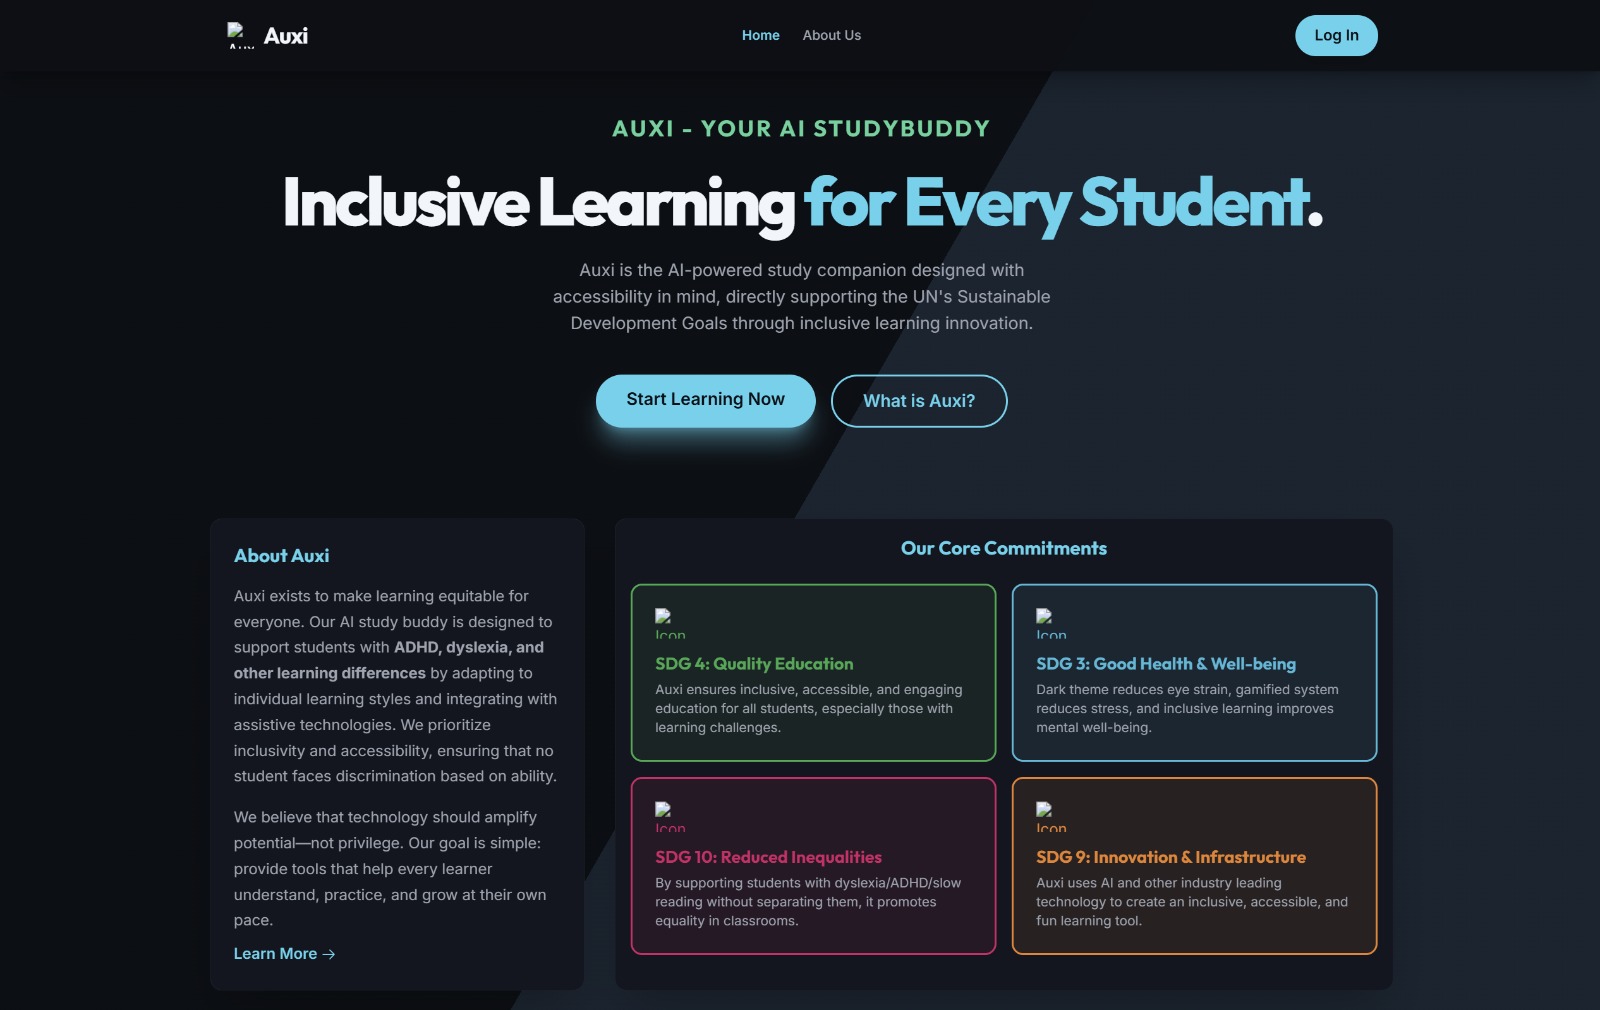 Auxi
Home
About Us
Log In
AUXI - YOUR AI STUDYBUDDY
Inclusive Learning for Every Student.
Auxi is the AI-powered study companion designed with
accessibility in mind, directly supporting the UN's Sustainable
Development Goals through inclusive learning innovation.
Start Learning Now
What is Auxi?
About Auxi
Auxi exists to make learning equitable for
everyone. Our AI study buddy is designed to
support students with ADHD, dyslexia, and
other learning differences by adapting to
individual learning styles and integrating with
assistive technologies. We prioritize
inclusivity and accessibility, ensuring that no
student faces discrimination based on ability.
We believe that technology should amplify
potential—not privilege. Our goal is simple:
provide tools that help every learner
understand, practice, and grow at their own
pace.
Learn More →
Our Core Commitments
Icon
SDG 4: Quality Education
Auxi ensures inclusive, accessible, and engaging
education for all students, especially those with
learning challenges.
Icon
SDG 3: Good Health & Well-being
Dark theme reduces eye strain, gamified system
reduces stress, and inclusive learning improves
mental well-being.
Icon
SDG 10: Reduced Inequalities
By supporting students with dyslexia/ADHD/slow
reading without separating them, it promotes
equality in classrooms.
Icon
SDG 9: Innovation & Infrastructure
Auxi uses AI and other industry leading
technology to create an inclusive, accessible, and
fun learning tool.